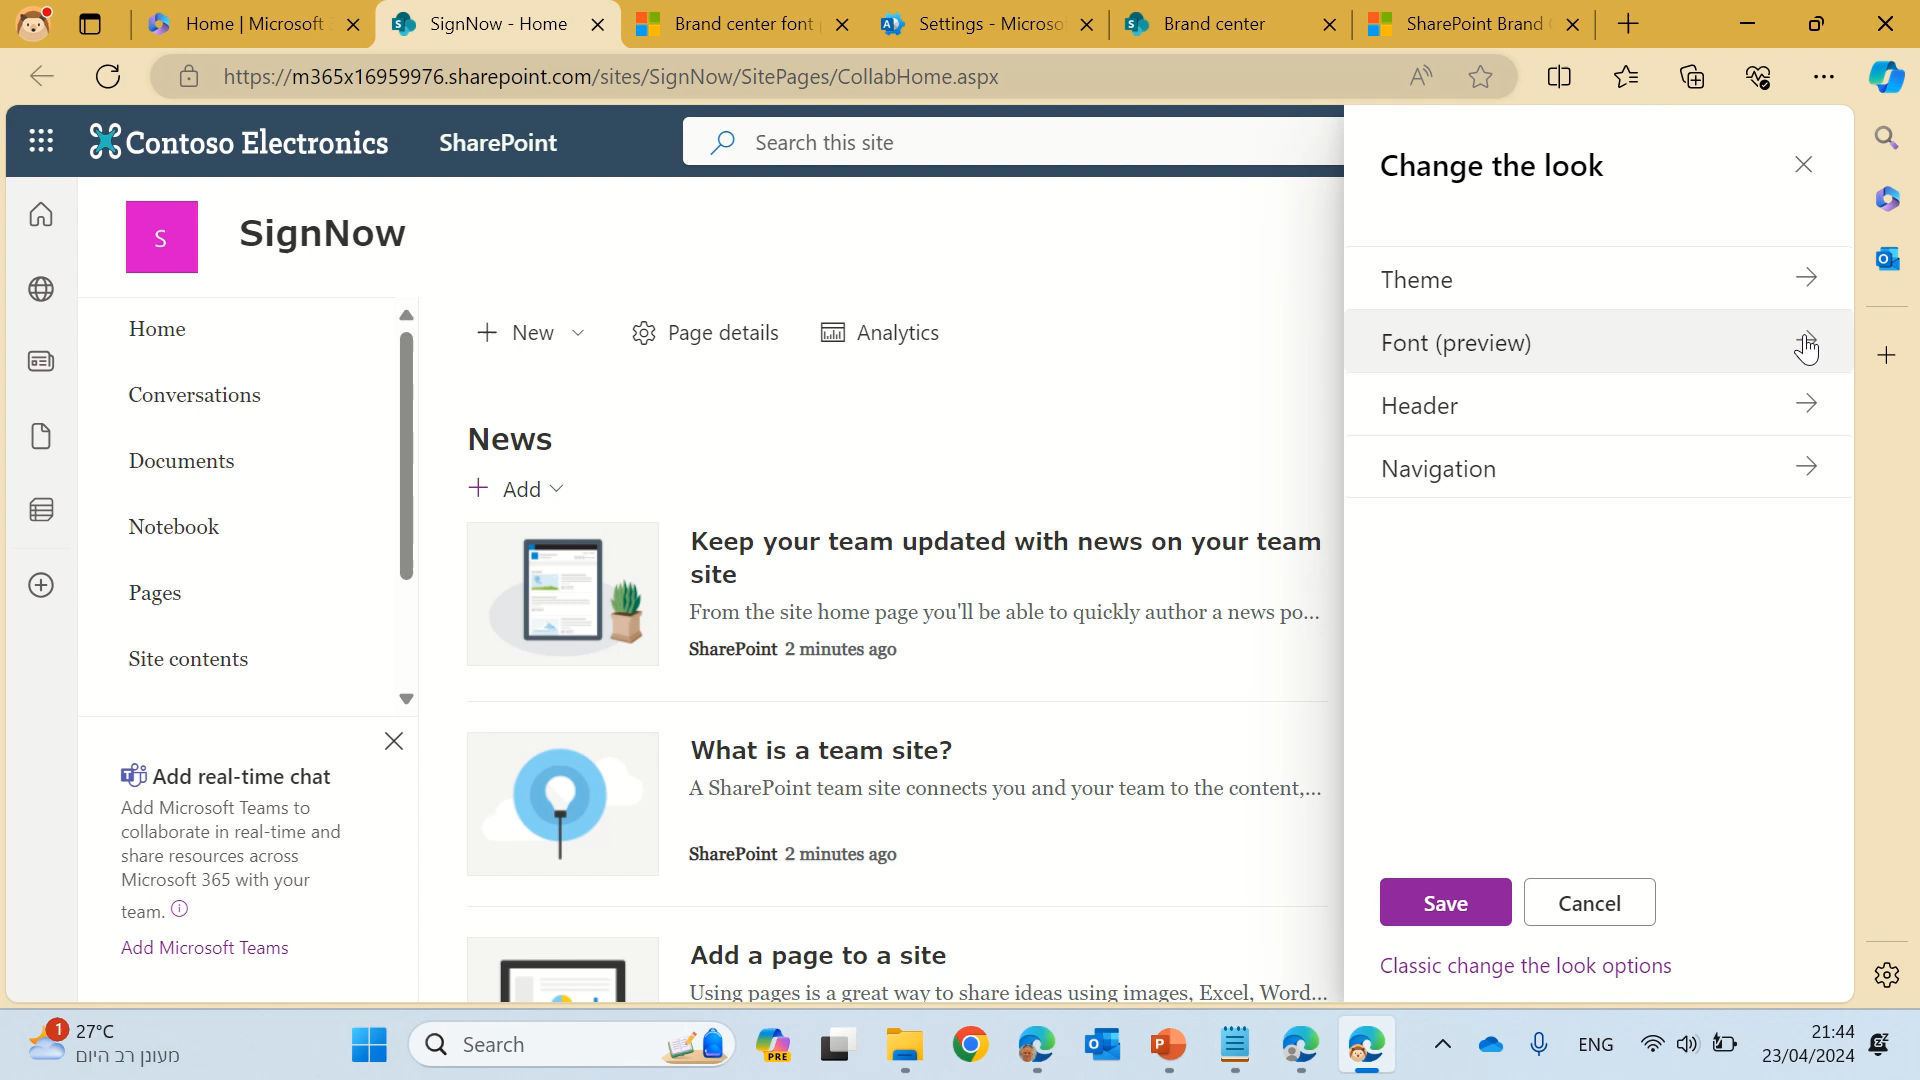 Home | Microsoft
SignNow - Home
Brand center font
Settings - Microso
Brand center
SharePoint Brand
https://m365x16959976.sharepoint.com/sites/SignNow/SitePages/CollabHome.aspx
Contoso Electronics
SharePoint
Search this site
S
SignNow
Home
Conversations
Documents
Notebook
Pages
Site contents
Add real-time chat
Add Microsoft Teams to
collaborate in real-time and
share resources across
Microsoft 365 with your
team.
Add Microsoft Teams
New
Page details
Analytics
News
Add
Keep your team updated with news on your team
site
From the site home page you'll be able to quickly author a news po...
SharePoint 2 minutes ago
What is a team site?
A SharePoint team site connects you and your team to the content,...
SharePoint 2 minutes ago
Add a page to a site
Using pages is a great way to share ideas using images, Excel, Word...
Change the look
Theme
Font (preview)
Header
Navigation
Save
Cancel
Classic change the look options
1
27°C
מעונן רב היום
Search
PRE
ENG
21:44
23/04/2024